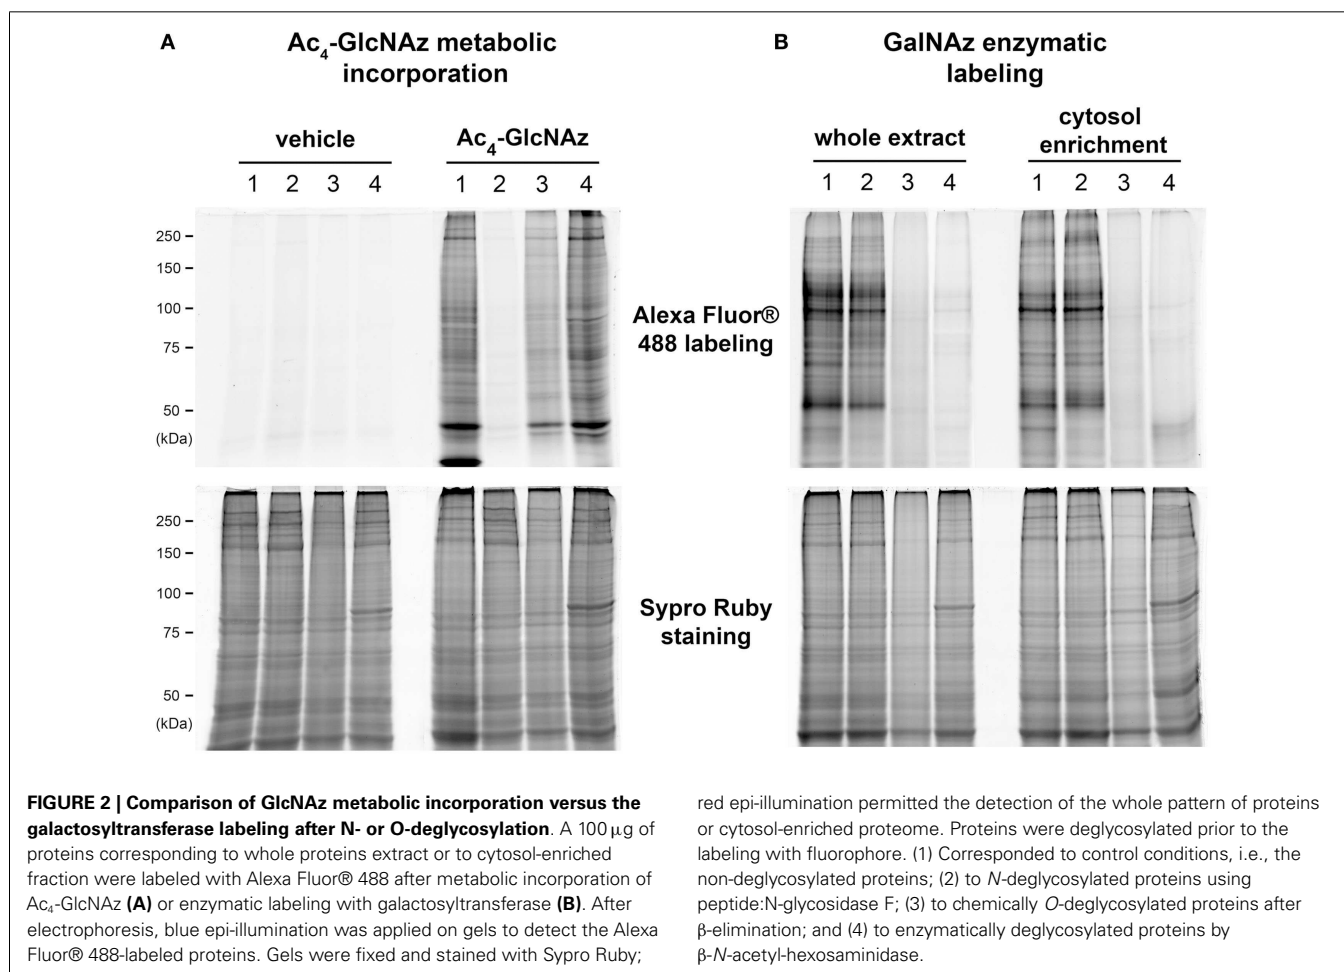 A
Ac₄-GlcNAz metabolic
incorporation
vehicle
Ac₄-GlcNAz
1 2 3 4
1 2 3 4
250
150
100
75
50
(kDa)
250
150
100
75
50
(kDa)
Alexa Fluor®
488 labeling
Sypro Ruby
staining
B
GalNAz enzymatic
labeling
whole extract
cytosol
enrichment
1 2 3 4
1 2 3 4
FIGURE 2 | Comparison of GlcNAz metabolic incorporation versus the
galactosyltransferase labeling after N- or O-deglycosylation. A 100 µg of
proteins corresponding to whole proteins extract or to cytosol-enriched
fraction were labeled with Alexa Fluor® 488 after metabolic incorporation of
Ac₄-GlcNAz (A) or enzymatic labeling with galactosyltransferase (B). After
electrophoresis, blue epi-illumination was applied on gels to detect the Alexa
Fluor® 488-labeled proteins. Gels were fixed and stained with Sypro Ruby;
red epi-illumination permitted the detection of the whole pattern of proteins
or cytosol-enriched proteome. Proteins were deglycosylated prior to the
labeling with fluorophore. (1) Corresponded to control conditions, i.e., the
non-deglycosylated proteins; (2) to N-deglycosylated proteins using
peptide:N-glycosidase F; (3) to chemically O-deglycosylated proteins after
β-elimination; and (4) to enzymatically deglycosylated proteins by
β-N-acetyl-hexosaminidase.